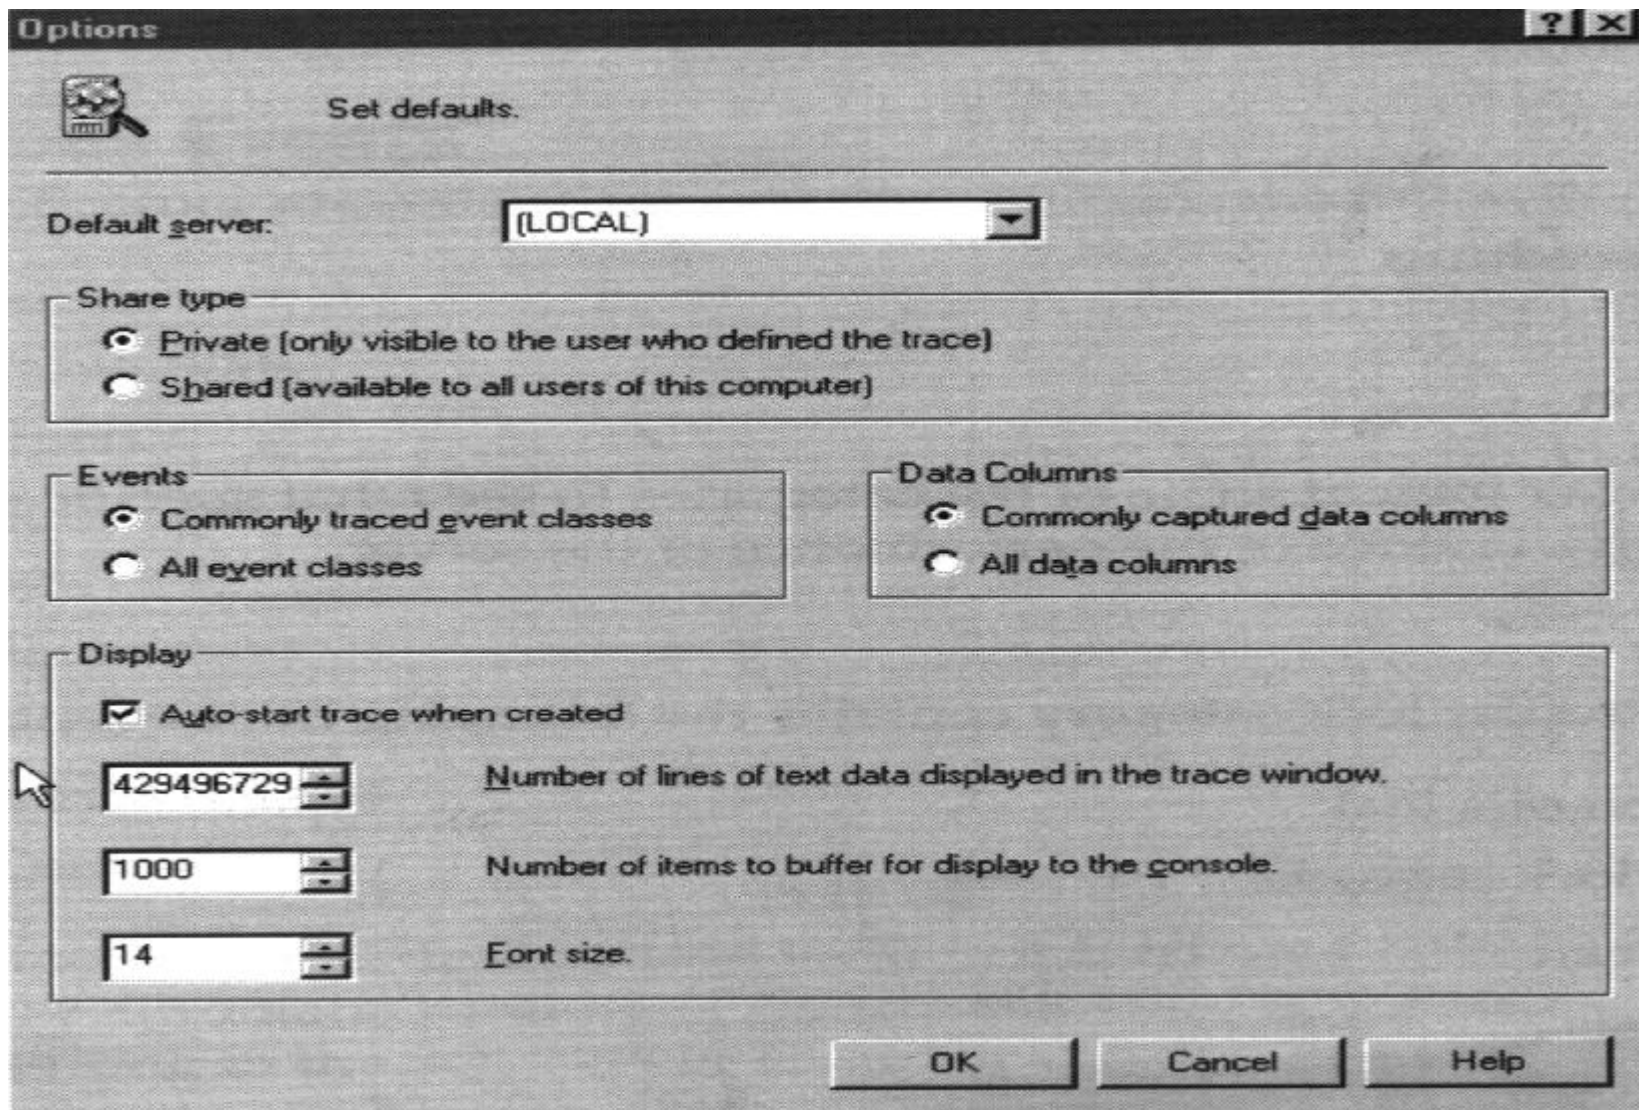 Options
Set defaults.
Default server:
(LOCAL)
Share type
Private (only visible to the user who defined the trace)
Shared (available to all users of this computer)
Events
Commonly traced event classes
All event classes
Data Columns
Commonly captured data columns
All data columns
Display
Auto-start trace when created
429496729
Number of lines of text data displayed in the trace window.
1000
Number of items to buffer for display to the console.
14
Font size.
OK
Cancel
Help